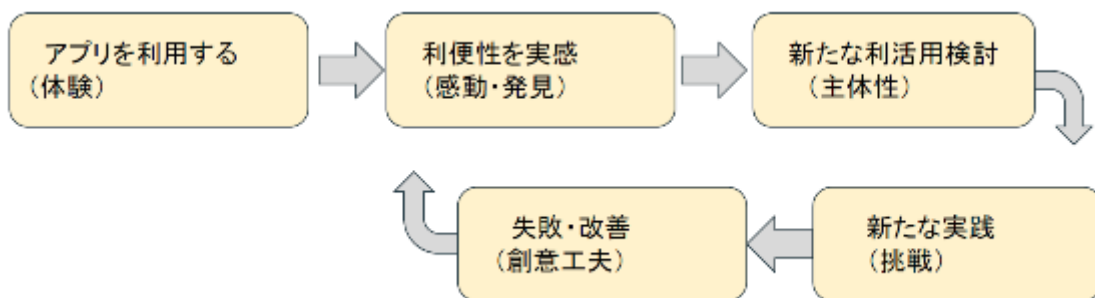 アプリを利用する
(体験)
利便性を実感
(感動・発見)
新たな利活用検討
(主体性)
新たな実践
(挑戦)
失敗・改善
(創意工夫)